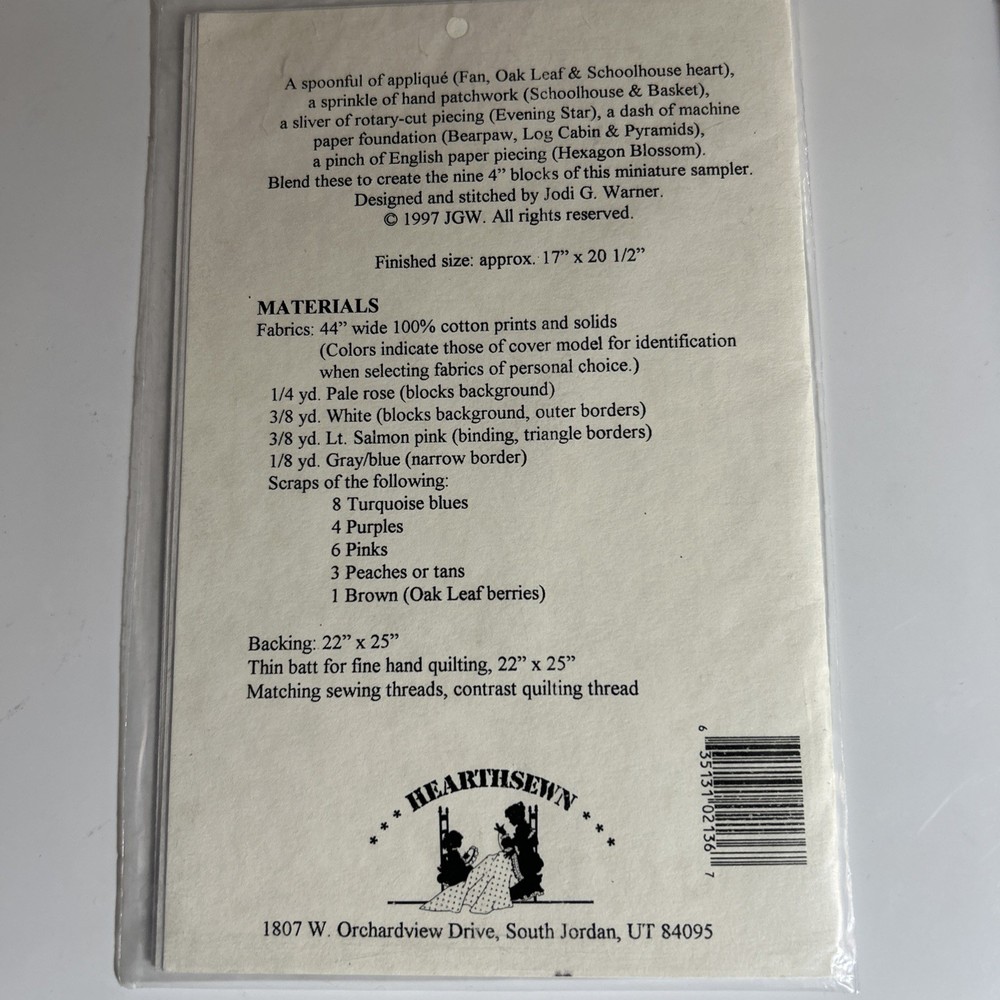 A spoonful of appliqué (Fan, Oak Leaf & Schoolhouse heart),
a sprinkle of hand patchwork (Schoolhouse & Basket),
a sliver of rotary-cut piecing (Evening Star), a dash of machine
paper foundation (Bearpaw, Log Cabin & Pyramids),
a pinch of English paper piecing (Hexagon Blossom).
Blend these to create the nine 4” blocks of this miniature sampler.
Designed and stitched by Jodi G. Warner.
© 1997 JGW. All rights reserved.
Finished size: approx. 17” x 20 1/2”
MATERIALS
Fabrics: 44” wide 100% cotton prints and solids
(Colors indicate those of cover model for identification
when selecting fabrics of personal choice.)
1/4 yd. Pale rose (blocks background)
3/8 yd. White (blocks background, outer borders)
3/8 yd. Lt. Salmon pink (binding, triangle borders)
1/8 yd. Gray/blue (narrow border)
Scraps of the following:
8 Turquoise blues
4 Purples
6 Pinks
3 Peaches or tans
1 Brown (Oak Leaf berries)
Backing: 22” x 25”
Thin batt for fine hand quilting, 22” x 25”
Matching sewing threads, contrast quilting thread
6 35131 02136 7
HEARTHSEWN
1807 W. Orchardview Drive, South Jordan, UT 84095